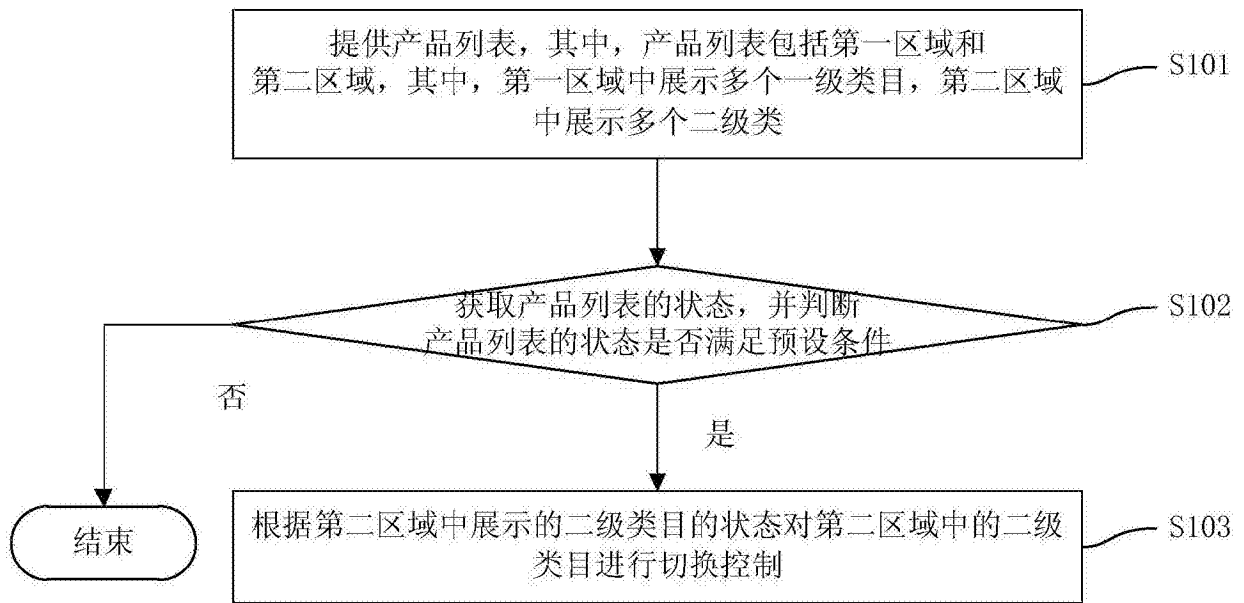 提供产品列表，其中，产品列表包括第一区域和
第二区域，其中，第一区域中展示多个一级类目，第二区域
中展示多个二级类
S101
获取产品列表的状态，并判断
产品列表的状态是否满足预设条件
S102
否
是
结束
根据第二区域中展示的二级类目的状态对第二区域中的二级
类目进行切换控制
S103